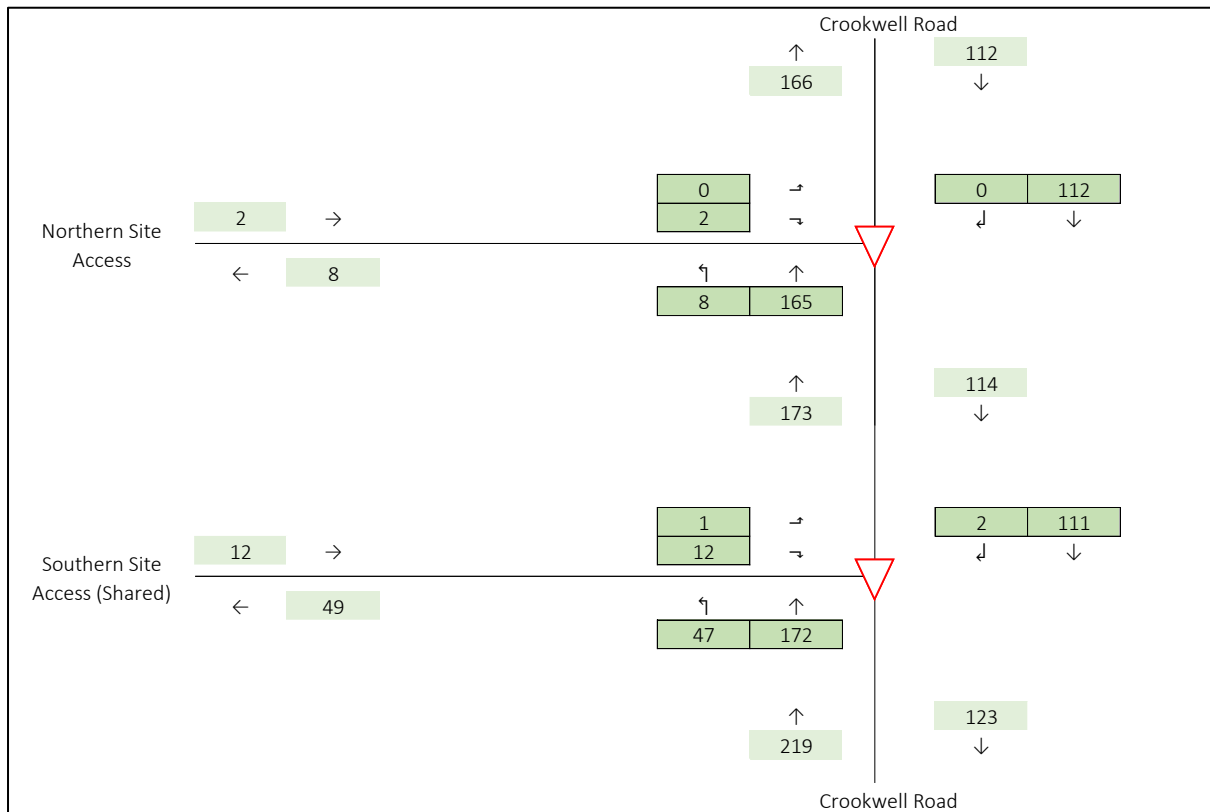 Crookwell Road
↑ 112
166 ↓
0 ⬏ 0 112
2 → 2 ⬎ ↲ ↓
Northern Site
Access
← 8 ↰ ↑
8 165
↑ 114
173 ↓
1 ⬏ 2 111
12 → 12 ⬎ ↲ ↓
Southern Site
Access (Shared)
← 49 ↰ ↑
47 172
↑ 123
219 ↓
Crookwell Road